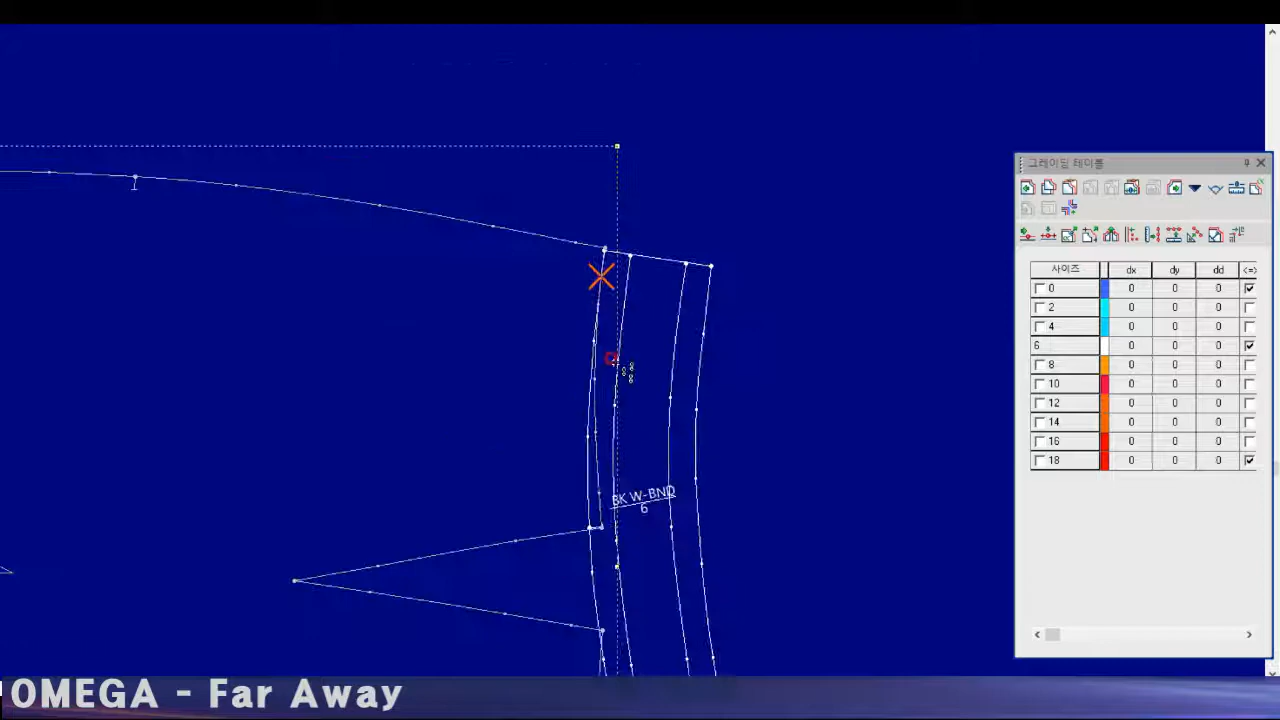 그레이딩 테이블
사이즈 dx dy dd <=>
0 0 0 0
2 0 0 0
4 0 0 0
6 0 0 0
8 0 0 0
10 0 0 0
12 0 0 0
14 0 0 0
16 0 0 0
18 0 0 0
BK W-BND
6
OMEGA - Far Away